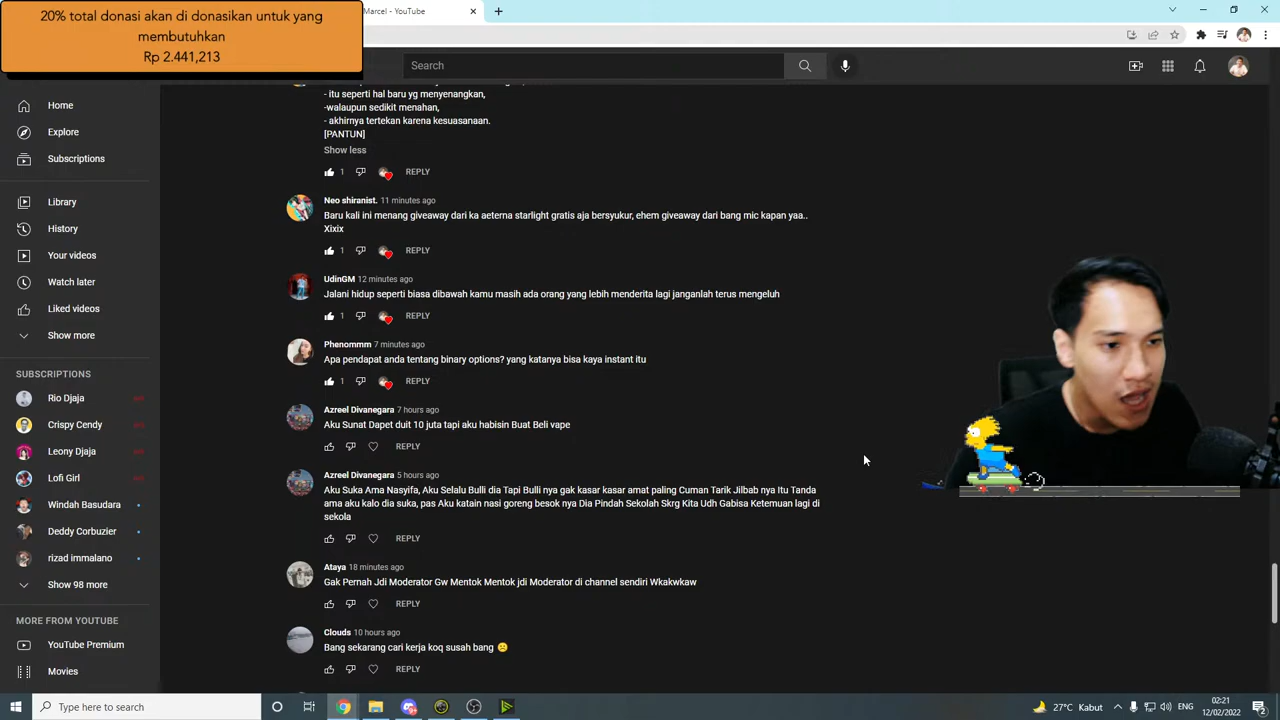 20% total donasi akan di donasikan untuk yang
membutuhkan
Rp 2.441,213
Marcel - YouTube
Search
- itu seperti hal baru yg menyenangkan,
-walaupun sedikit menahan,
- akhirnya tertekan karena kesuasanaan.
[PANTUN]
Show less
1 REPLY
Neo shiranist. 11 minutes ago
Baru kali ini menang giveaway dari ka aeterna starlight gratis aja bersyukur, ehem giveaway dari bang mic kapan yaa..
Xixix
1 REPLY
UdinGM 12 minutes ago
Jalani hidup seperti biasa dibawah kamu masih ada orang yang lebih menderita lagi janganlah terus mengeluh
1 REPLY
Phenommm 7 minutes ago
Apa pendapat anda tentang binary options? yang katanya bisa kaya instant itu
1 REPLY
Azreel Divanegara 7 hours ago
Aku Sunat Dapet duit 10 juta tapi aku habisin Buat Beli vape
REPLY
Azreel Divanegara 5 hours ago
Aku Suka Ama Nasyifa, Aku Selalu Bulli dia Tapi Bulli nya gak kasar kasar amat paling Cuman Tarik Jilbab nya Itu Tanda
ama aku kalo dia suka, pas Aku katain nasi goreng besok nya Dia Pindah Sekolah Skrg Kita Udh Gabisa Ketemuan lagi di
sekola
REPLY
Ataya 18 minutes ago
Gak Pernah Jdi Moderator Gw Mentok Mentok jdi Moderator di channel sendiri Wkakwkaw
REPLY
Clouds 10 hours ago
Bang sekarang cari kerja koq susah bang ☹️
REPLY
Home
Explore
Subscriptions
Library
History
Your videos
Watch later
Liked videos
Show more
SUBSCRIPTIONS
Rio Djaja
Crispy Cendy
Leony Djaja
Lofi Girl
Windah Basudara
Deddy Corbuzier
rizad immalano
Show 98 more
MORE FROM YOUTUBE
YouTube Premium
Movies
Type here to search
27°C Kabut
ENG
02:21
12/02/2022
2